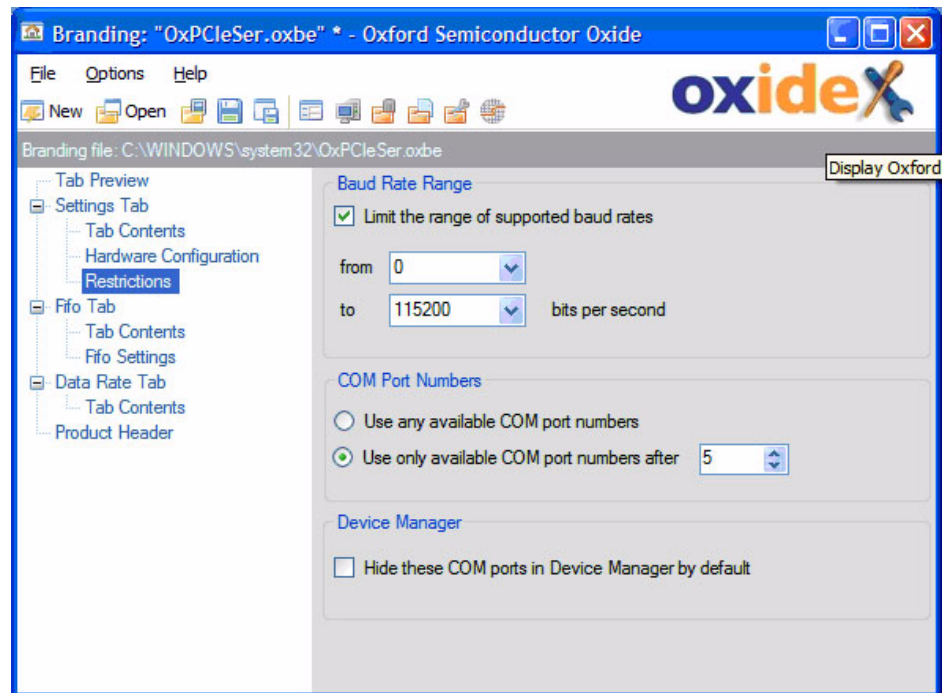 Branding: "OxPCIeSer.oxbe" * - Oxford Semiconductor Oxide
File Options Help
New Open
oxide
Branding file: C:\WINDOWS\system32\OxPCIeSer.oxbe
Display Oxford
Tab Preview
Settings Tab
Tab Contents
Hardware Configuration
Restrictions
Fifo Tab
Tab Contents
Fifo Settings
Data Rate Tab
Tab Contents
Product Header
Baud Rate Range
Limit the range of supported baud rates
from 0
to 115200 bits per second
COM Port Numbers
Use any available COM port numbers
Use only available COM port numbers after 5
Device Manager
Hide these COM ports in Device Manager by default